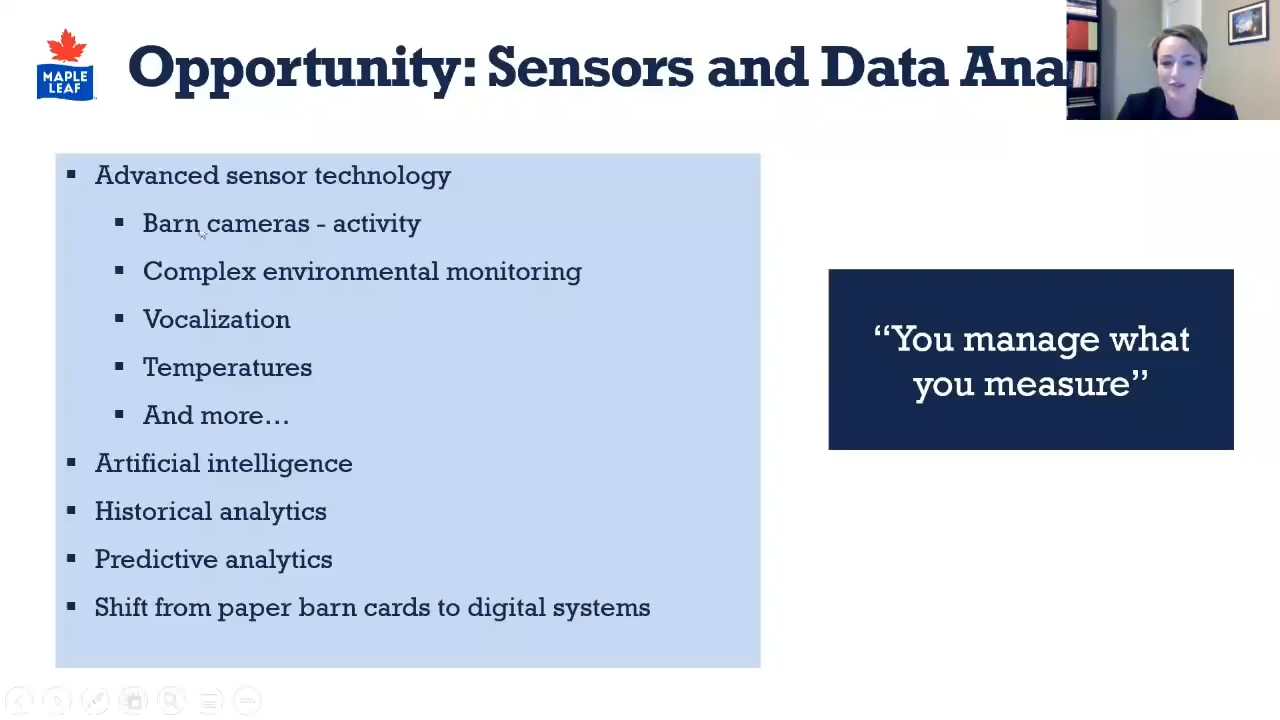 MAPLE
LEAF
Opportunity: Sensors and Data Ana
Advanced sensor technology
Barn cameras - activity
Complex environmental monitoring
Vocalization
Temperatures
And more…
Artificial intelligence
Historical analytics
Predictive analytics
Shift from paper barn cards to digital systems
“You manage what
you measure”